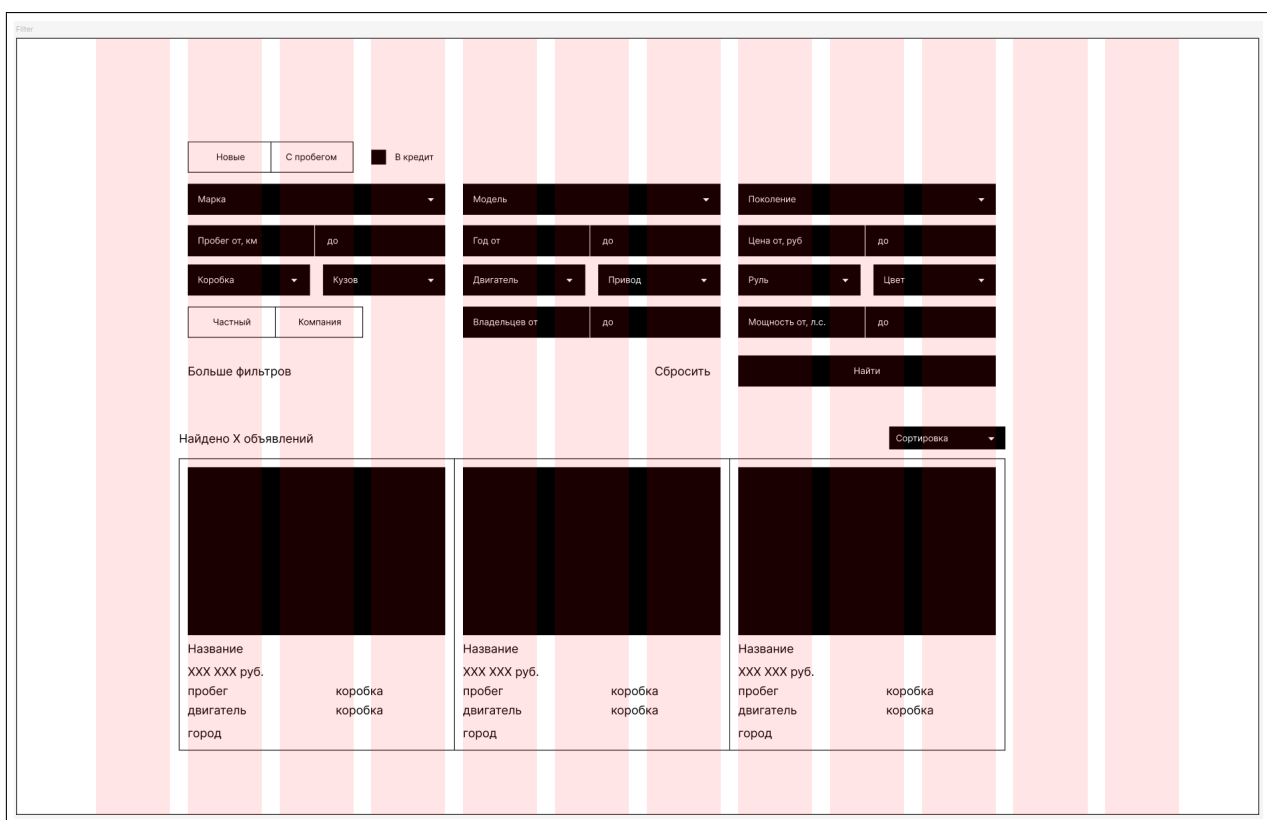 Filter
Новые С пробегом В кредит
Марка Модель Поколение
Пробег от, км до Год от до Цена от, руб до
Коробка Кузов Двигатель Привод Руль Цвет
Частный Компания Владельцев от до Мощность от, л.с. до
Больше фильтров Сбросить Найти
Найдено X объявлений Сортировка
Название Название Название
XXX XXX руб. XXX XXX руб. XXX XXX руб.
пробег коробка пробег коробка пробег коробка
двигатель коробка двигатель коробка двигатель коробка
город город город